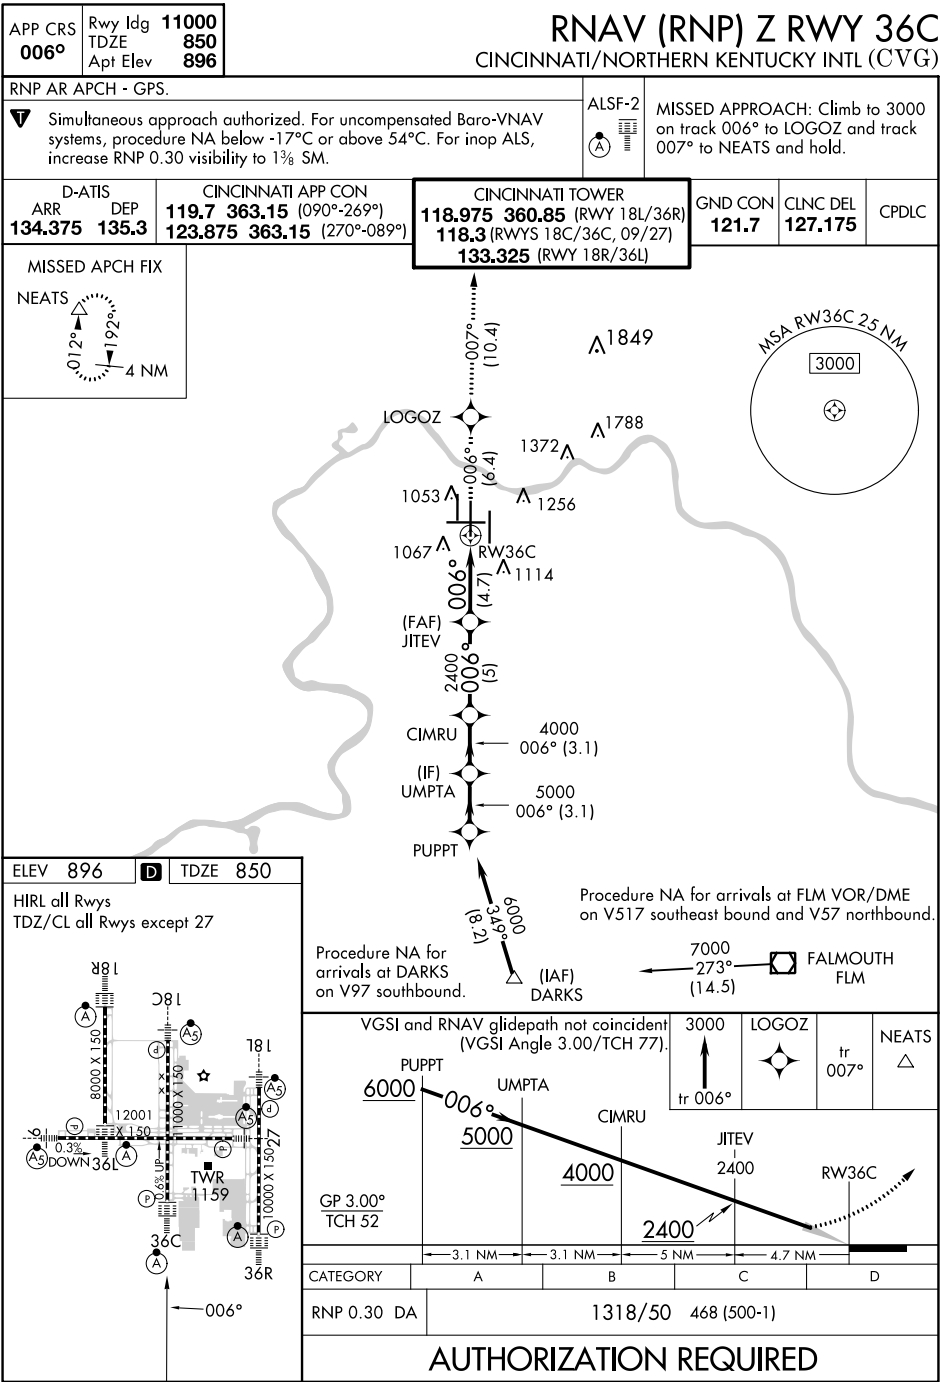 APP CRS
006°
Rwy ldg 11000
TDZE 850
Apt Elev 896
RNAV (RNP) Z RWY 36C
CINCINNATI/NORTHERN KENTUCKY INTL (CVG)
RNP AR APCH - GPS.
T
Simultaneous approach authorized. For uncompensated Baro-VNAV
systems, procedure NA below -17°C or above 54°C. For inop ALS,
increase RNP 0.30 visibility to 1⅜ SM.
ALSF-2
A
MISSED APPROACH: Climb to 3000
on track 006° to LOGOZ and track
007° to NEATS and hold.
D-ATIS
ARR DEP
134.375 135.3
CINCINNATI APP CON
119.7 363.15 (090°-269°)
123.875 363.15 (270°-089°)
CINCINNATI TOWER
118.975 360.85 (RWY 18L/36R)
118.3 (RWYS 18C/36C, 09/27)
133.325 (RWY 18R/36L)
GND CON
121.7
CLNC DEL
127.175
CPDLC
MISSED APCH FIX
NEATS
012°
192°
4 NM
007°
(10.4)
1849
MSA RW36C 25 NM
3000
LOGOZ
1788
1372
006°
(6.4)
1053
1256
1067
RW36C
1114
006°
(4.7)
(FAF)
JITEV
2400
006°
(5)
CIMRU
4000
006° (3.1)
(IF)
UMPTA
5000
006° (3.1)
PUPPT
6000
349°
(8.2)
Procedure NA for arrivals at FLM VOR/DME
on V517 southeast bound and V57 northbound.
Procedure NA for
arrivals at DARKS
on V97 southbound.
(IAF)
DARKS
7000
273°
(14.5)
FALMOUTH
FLM
ELEV 896
D
TDZE 850
HIRL all Rwys
TDZ/CL all Rwys except 27
18R
18C
18L
A
A5
P
A5
8000 X 150
11000 X 150
x
x
P
A5
12001
X 150
P
9
27
A5
0.3%
DOWN
36L
A
P
0.6% UP
TWR
1159
10000 X 150
P
A
P
36C
A
36R
006°
VGSI and RNAV glidepath not coincident
(VGSI Angle 3.00/TCH 77).
3000
tr 006°
LOGOZ
tr
007°
NEATS
PUPPT
6000
006°
UMPTA
5000
CIMRU
4000
JITEV
2400
2400
RW36C
GP 3.00°
TCH 52
3.1 NM
3.1 NM
5 NM
4.7 NM
CATEGORY A B C D
RNP 0.30 DA 1318/50 468 (500-1)
AUTHORIZATION REQUIRED